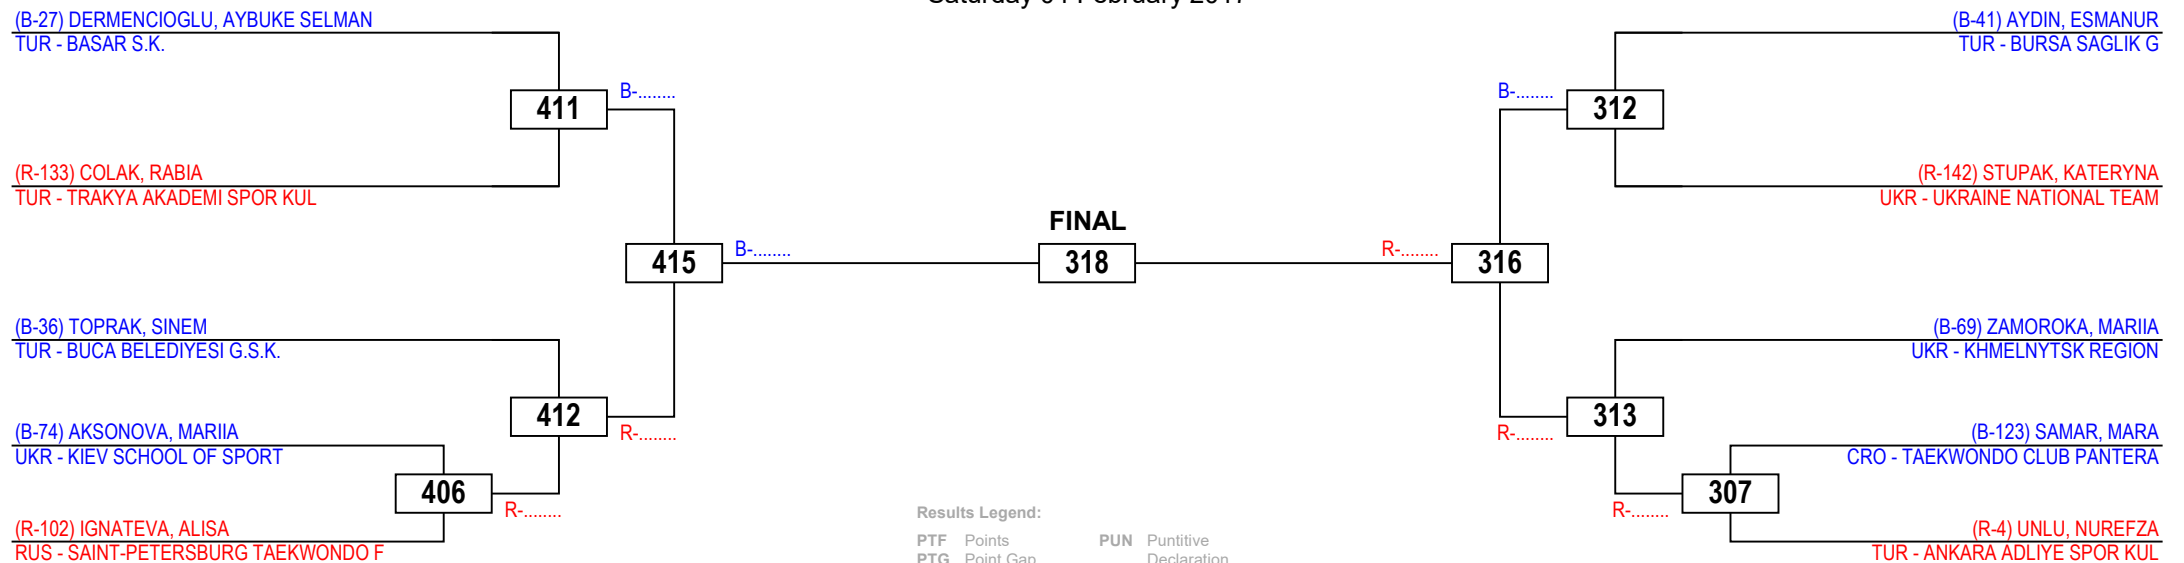 (B-27) DERMENCIOGLU, AYBUKE SELMAN
TUR - BASAR S.K.
(R-133) COLAK, RABIA
TUR - TRAKYA AKADEMI SPOR KUL
(B-36) TOPRAK, SINEM
TUR - BUCA BELEDIYESI G.S.K.
(B-74) AKSONOVA, MARIIA
UKR - KIEV SCHOOL OF SPORT
(R-102) IGNATEVA, ALISA
RUS - SAINT-PETERSBURG TAEKWONDO F
411
B-........
412
R-........
406
R-........
415
B-........
FINAL
318
R-........
316
B-........
312
R-........
313
R-........
307
(B-41) AYDIN, ESMANUR
TUR - BURSA SAGLIK G
(R-142) STUPAK, KATERYNA
UKR - UKRAINE NATIONAL TEAM
(B-69) ZAMOROKA, MARIIA
UKR - KHMELNYTSK REGION
(B-123) SAMAR, MARA
CRO - TAEKWONDO CLUB PANTERA
(R-4) UNLU, NUREFZA
TUR - ANKARA ADLIYE SPOR KUL
Results Legend:
PTF Points PUN Puntitive
PTG Point Gap Declaration